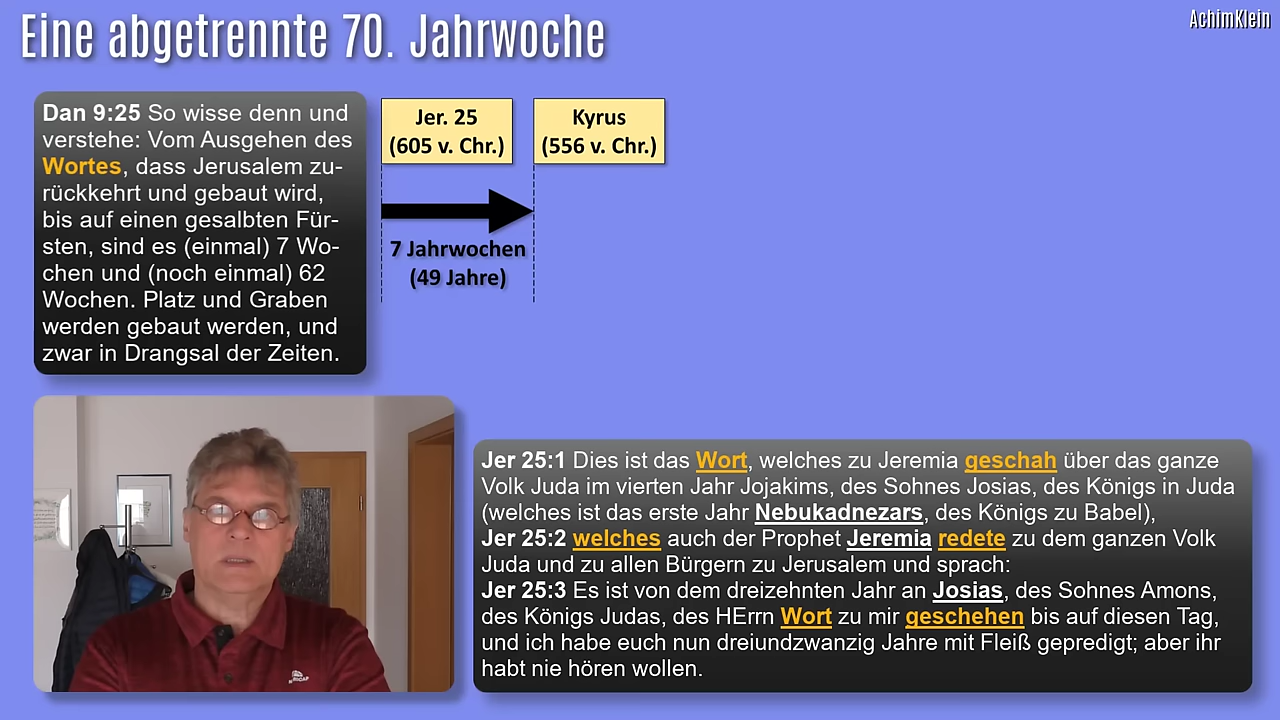 Eine abgetrennte 70. Jahrwoche
AchimKlein
Dan 9:25 So wisse denn und
verstehe: Vom Ausgehen des
Wortes, dass Jerusalem zu-
rückkehrt und gebaut wird,
bis auf einen gesalbten Für-
sten, sind es (einmal) 7 Wo-
chen und (noch einmal) 62
Wochen. Platz und Graben
werden gebaut werden, und
zwar in Drangsal der Zeiten.
Jer. 25
(605 v. Chr.)
Kyrus
(556 v. Chr.)
7 Jahrwochen
(49 Jahre)
Jer 25:1 Dies ist das Wort, welches zu Jeremia geschah über das ganze
Volk Juda im vierten Jahr Jojakims, des Sohnes Josias, des Königs in Juda
(welches ist das erste Jahr Nebukadnezars, des Königs zu Babel),
Jer 25:2 welches auch der Prophet Jeremia redete zu dem ganzen Volk
Juda und zu allen Bürgern zu Jerusalem und sprach:
Jer 25:3 Es ist von dem dreizehnten Jahr an Josias, des Sohnes Amons,
des Königs Judas, des HErrn Wort zu mir geschehen bis auf diesen Tag,
und ich habe euch nun dreiundzwanzig Jahre mit Fleiß gepredigt; aber ihr
habt nie hören wollen.